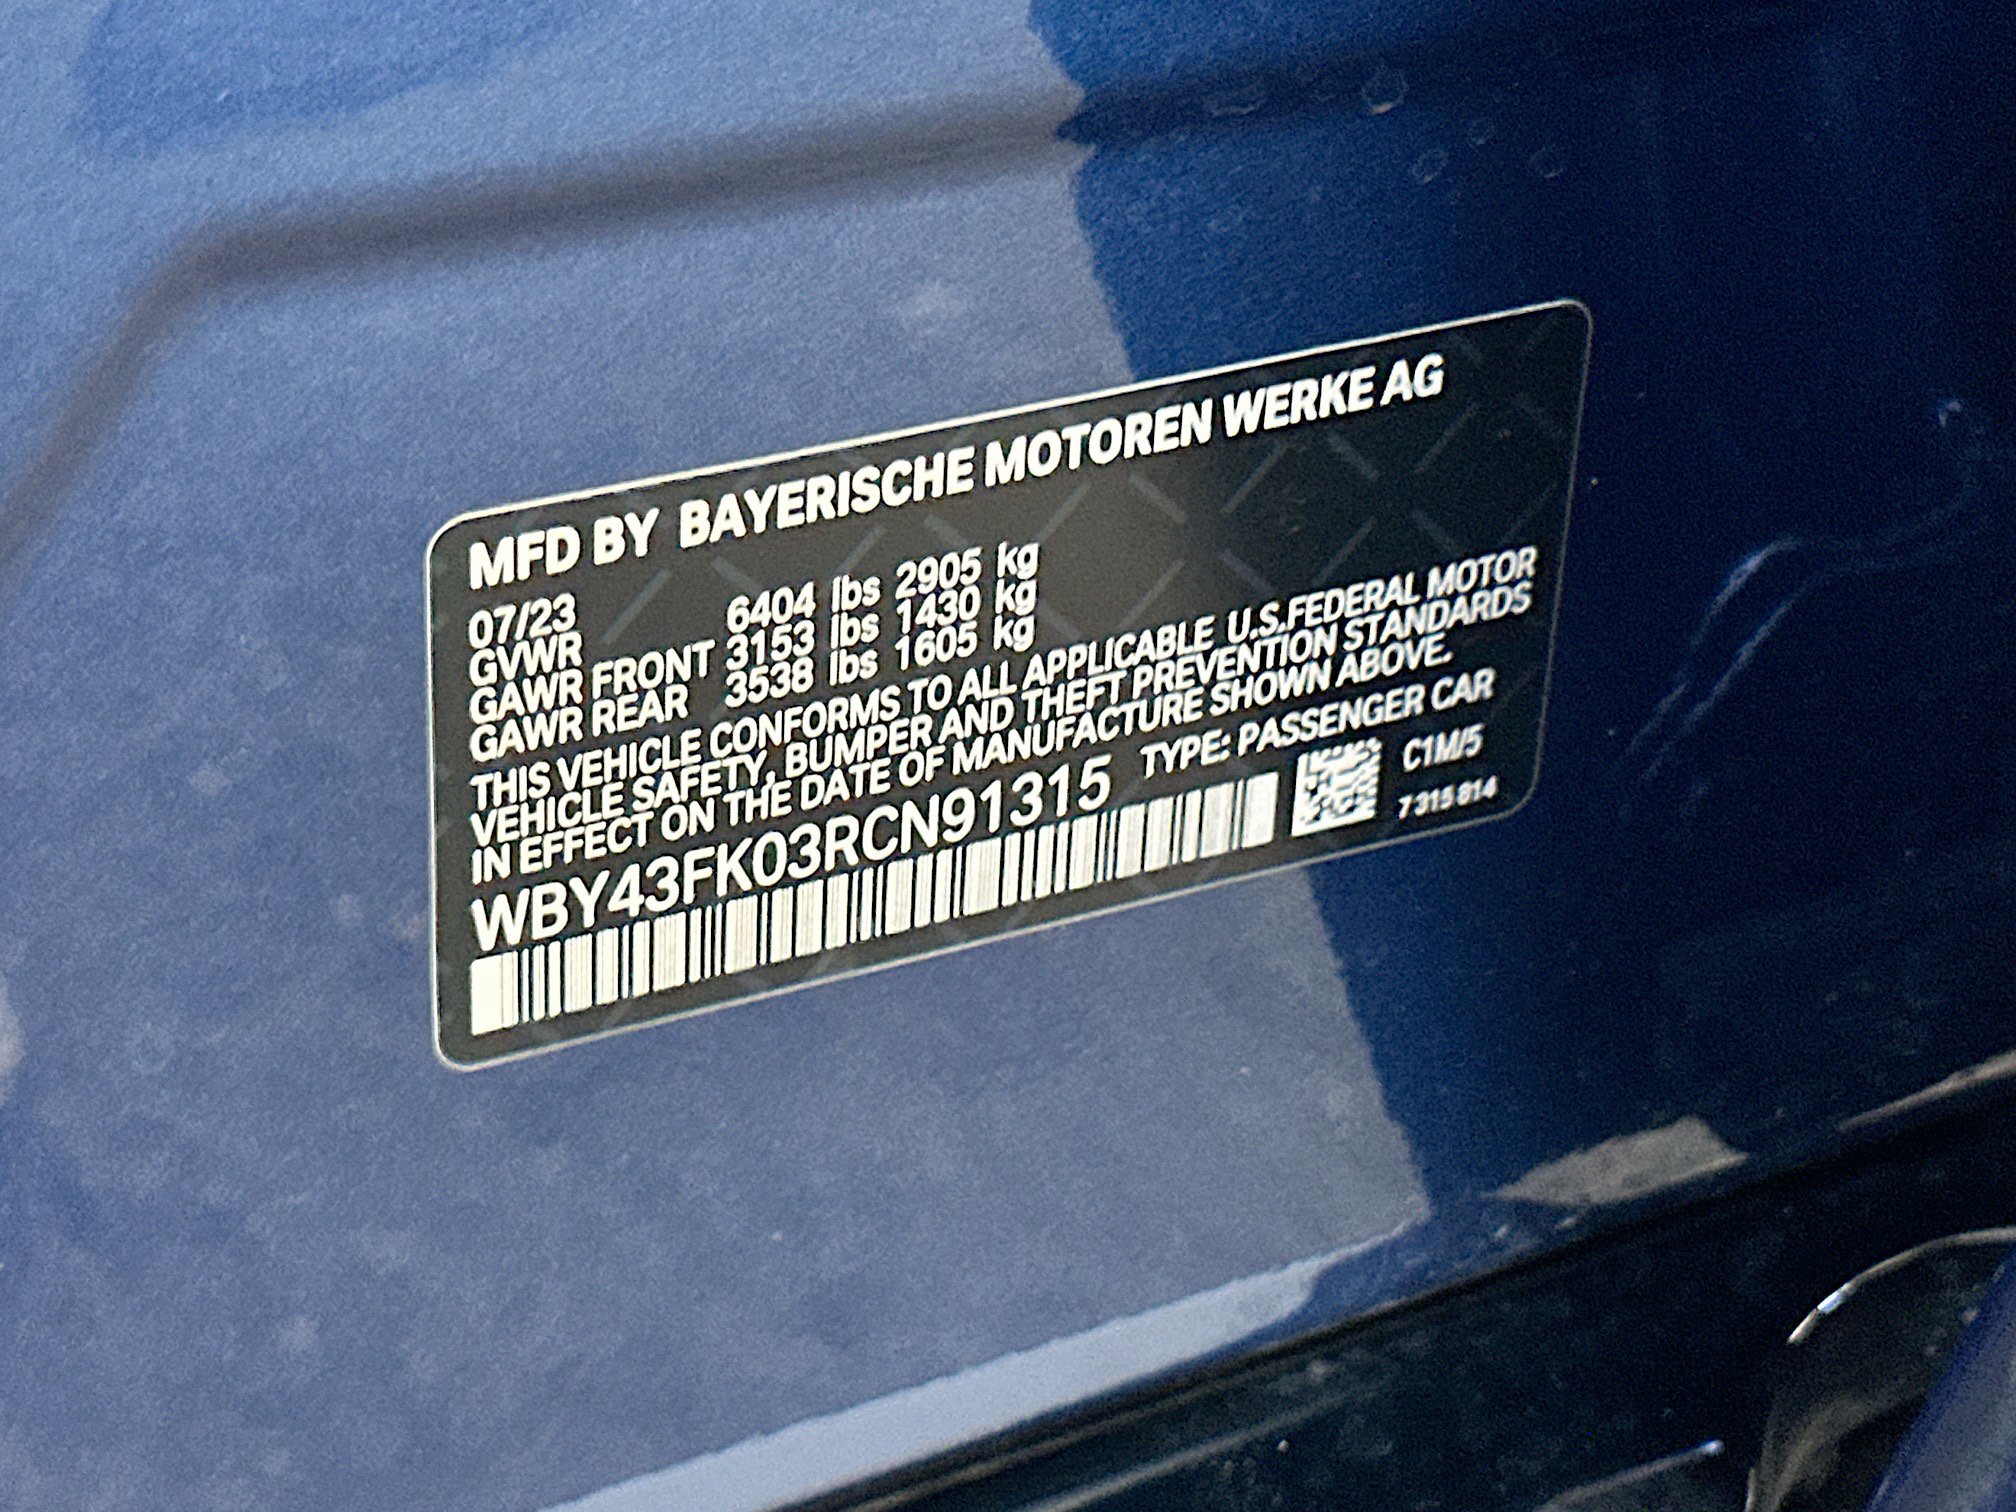 MFD BY BAYERISCHE MOTOREN WERKE AG
07/23
GVWR 6404 lbs 2905 kg
GAWR FRONT 3153 lbs 1430 kg
GAWR REAR 3538 lbs 1605 kg
THIS VEHICLE CONFORMS TO ALL APPLICABLE U.S.FEDERAL MOTOR
VEHICLE SAFETY, BUMPER AND THEFT PREVENTION STANDARDS
IN EFFECT ON THE DATE OF MANUFACTURE SHOWN ABOVE.
WBY43FK03RCN91315 TYPE: PASSENGER CAR
C1M/5
7 315 814